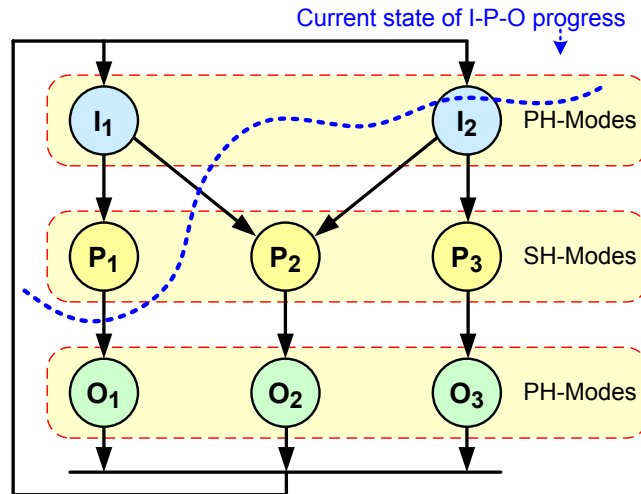 Current state of I-P-O progress
I1 I2 PH-Modes
P1 P2 P3 SH-Modes
O1 O2 O3 PH-Modes